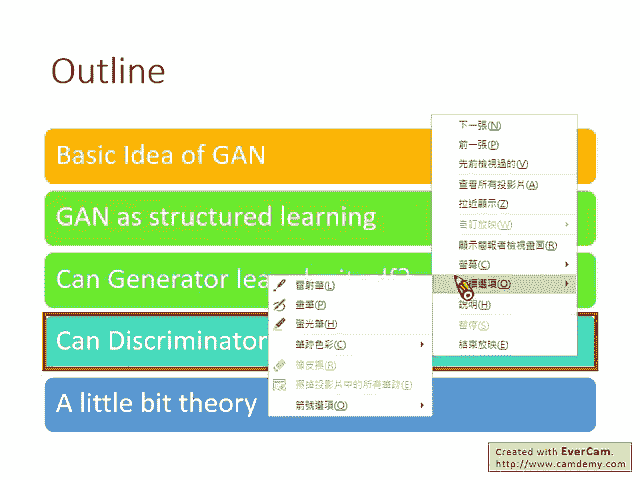 Outline
Basic Idea of GAN
GAN as structured learning
Can Generator
Can Discriminator
A little bit theory
下一張(N)
前一張(P)
先前檢視過的(V)
查看所有投影片(A)
拉近顯示(Z)
自訂放映(W)
顯示簡報者檢視畫面(R)
螢幕(C)
選項(O)
說明(H)
暫停(S)
結束放映(E)
雷射筆(L)
畫筆(P)
螢光筆(H)
筆跡色彩(C)
橡皮擦(R)
擦掉投影片中的所有筆跡(E)
箭號選項(O)
Created with EverCam.
http://www.camdemy.com